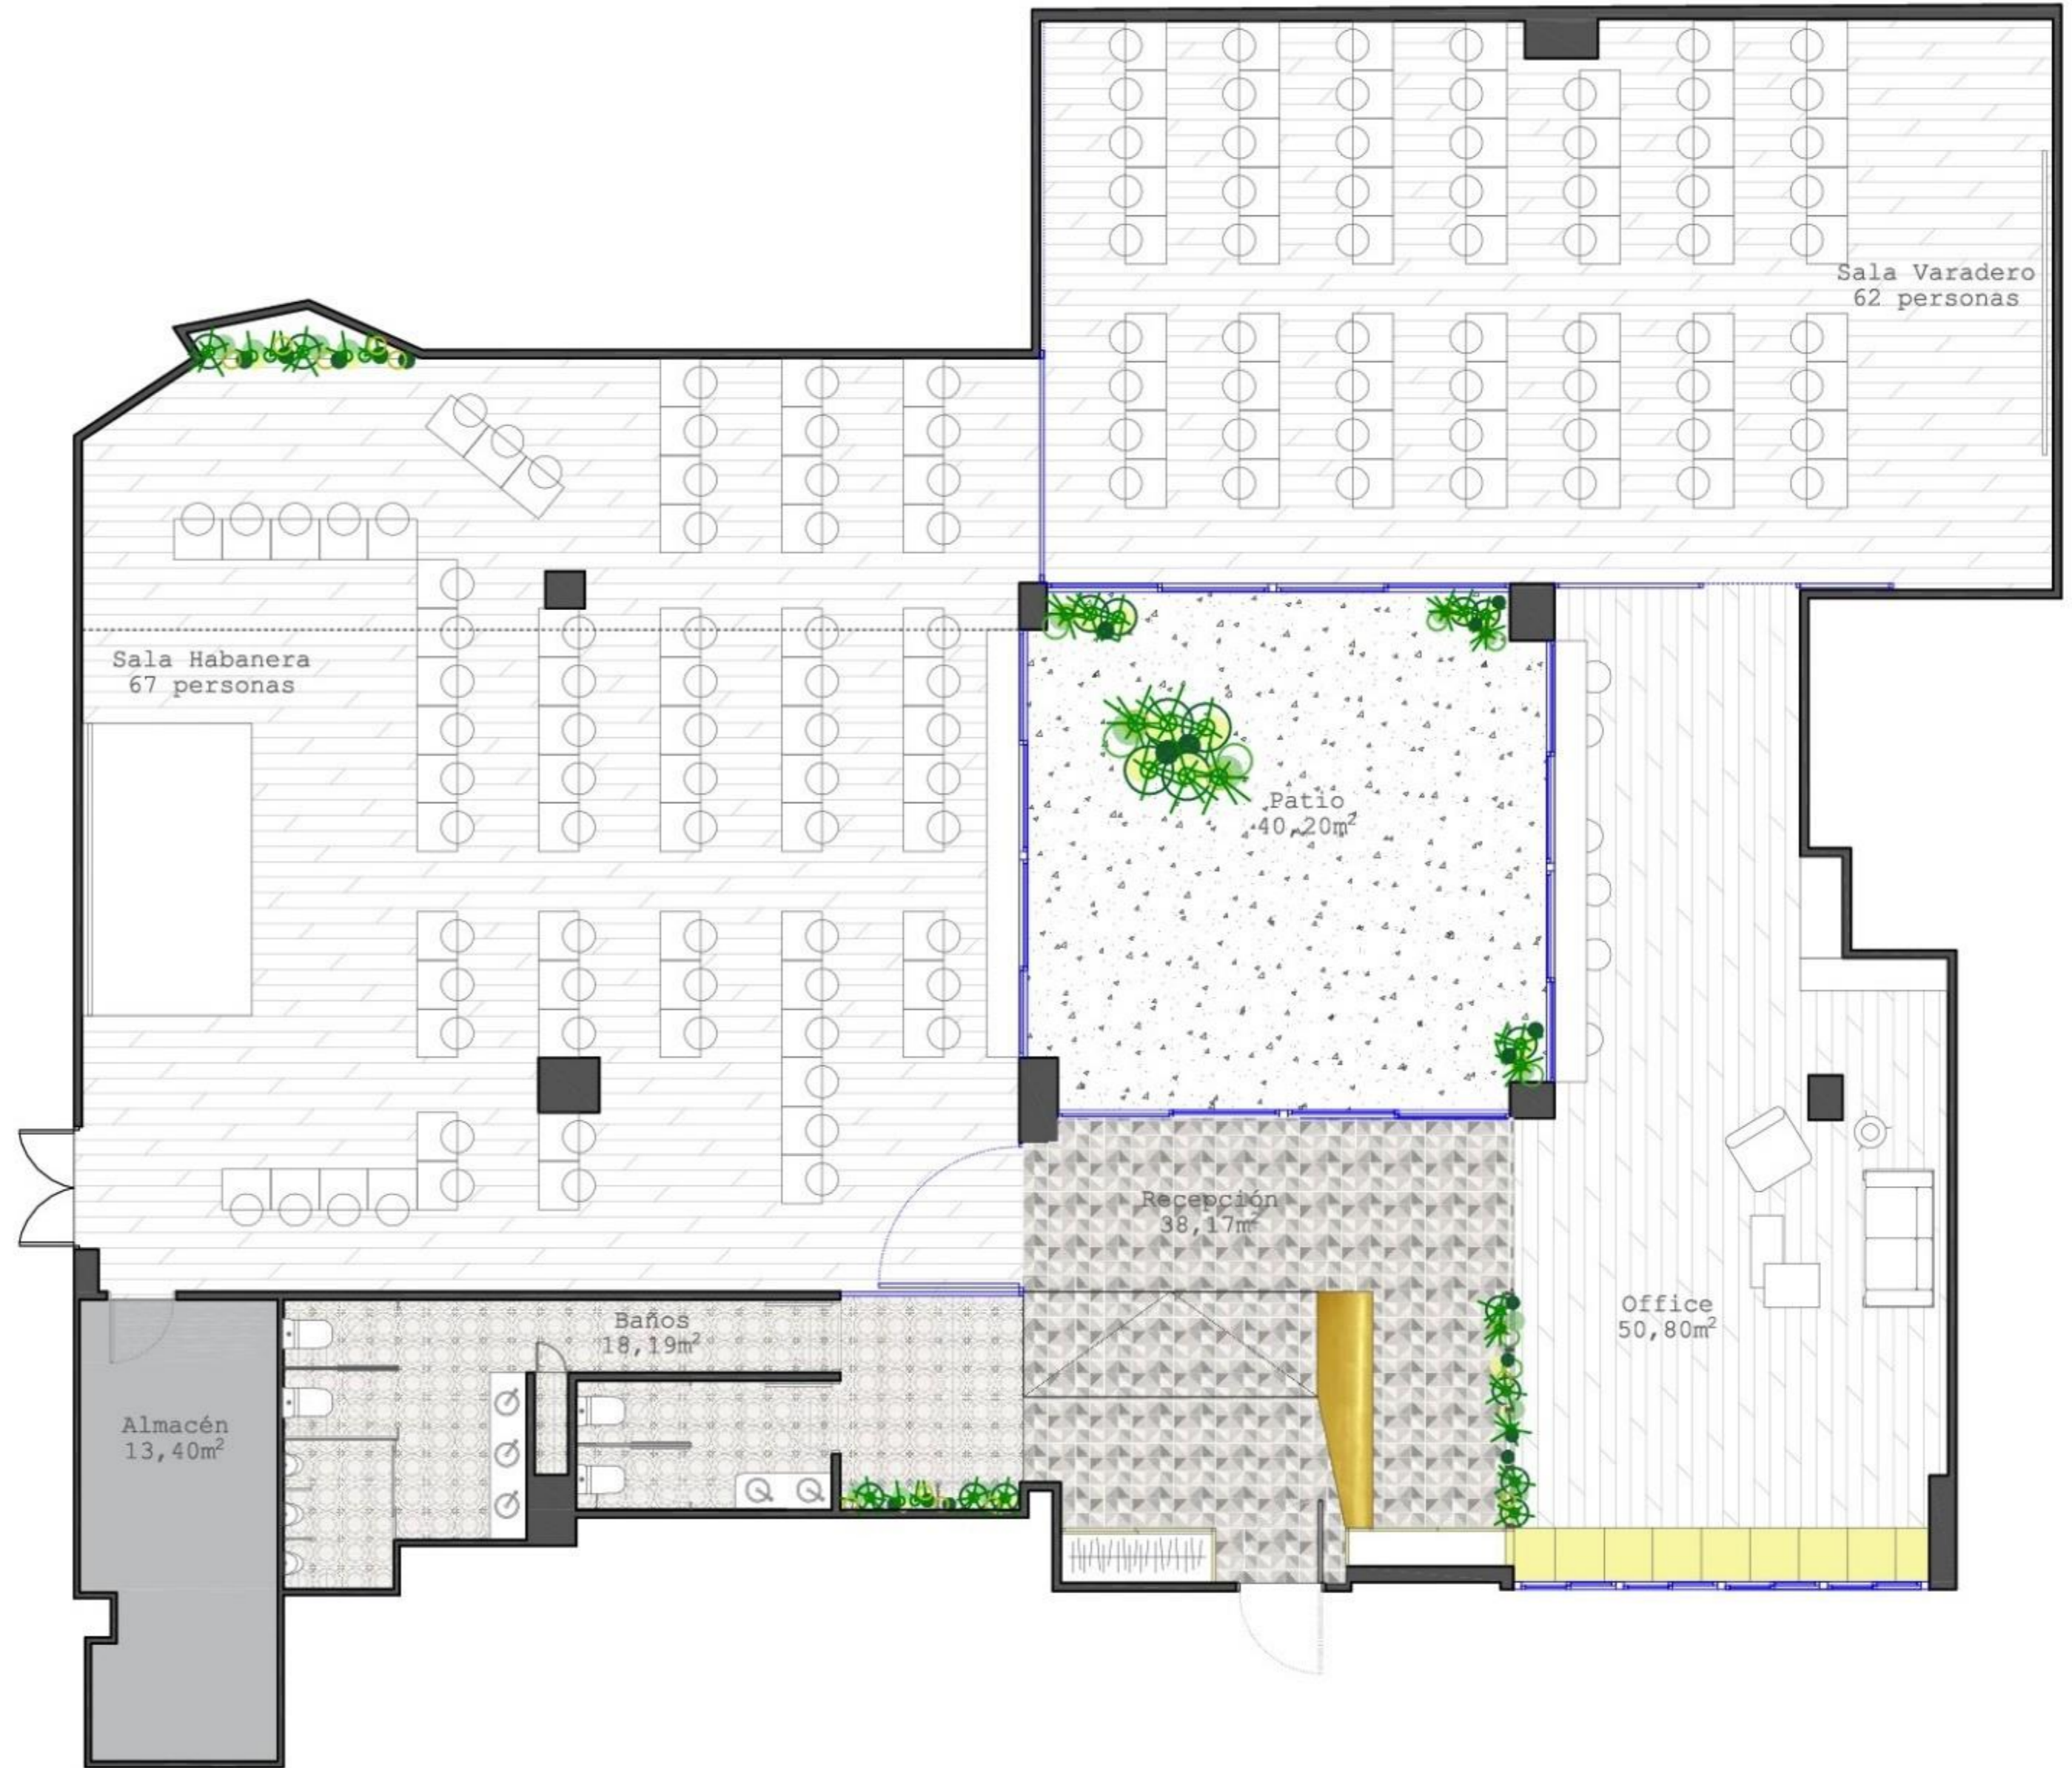 Sala Varadero
62 personas
Sala Habanera
67 personas
Patio
40,20m²
Recepción
38,17m²
Office
50,80m²
Baños
18,19m²
Almacén
13,40m²